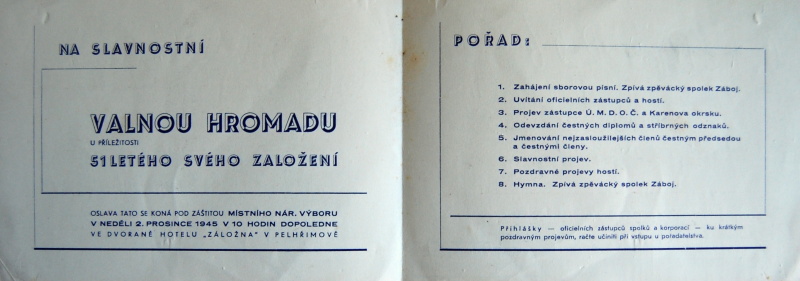 NA SLAVNOSTNÍ
VALNOU HROMADU
U PŘÍLEŽITOSTI
51LETÉHO SVÉHO ZALOŽENÍ
OSLAVA TATO SE KONÁ POD ZÁŠTITOU MÍSTNÍHO NÁR. VÝBORU
V NEDĚLI 2. PROSINCE 1945 V 10 HODIN DOPOLEDNE
VE DVORANĚ HOTELU „ZÁLOŽNA" V PELHŘIMOVĚ
POŘAD:
1. Zahájení sborovou písní. Zpívá zpěvácký spolek Záboj.
2. Uvítání oficielních zástupců a hostí.
3. Projev zástupce Ú. M. D. O. Č. a Karenova okrsku.
4. Odevzdání čestných diplomů a stříbrných odznaků.
5. Jmenování nejzasloužilejších členů čestným předsedou
a čestnými členy.
6. Slavnostní projev.
7. Pozdravné projevy hostí.
8. Hymna. Zpívá zpěvácký spolek Záboj.
Přihlášky — oficielních zástupců spolků a korporací — ku krátkým
pozdravným projevům, račte učiniti při vstupu u pořadatelstva.